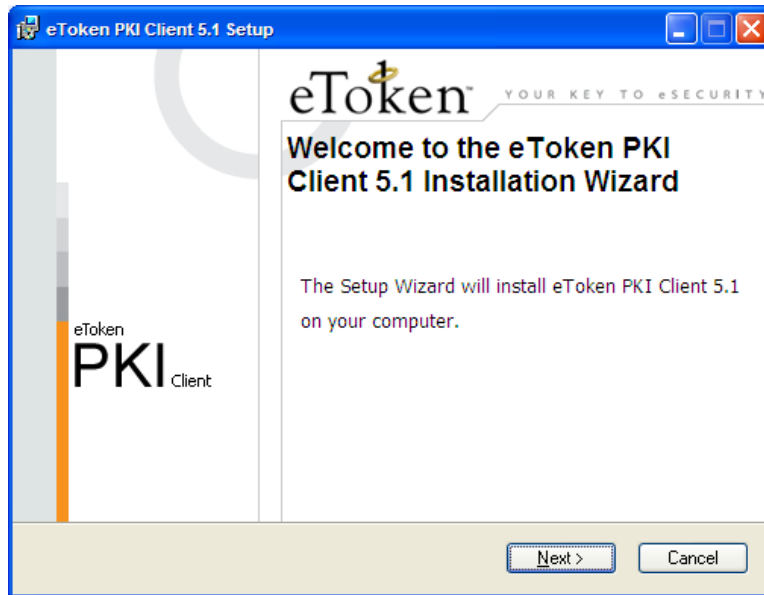 eToken PKI Client 5.1 Setup
eToken™ YOUR KEY TO eSECURITY
Welcome to the eToken PKI
Client 5.1 Installation Wizard
The Setup Wizard will install eToken PKI Client 5.1
on your computer.
eToken
PKI Client
Next > Cancel